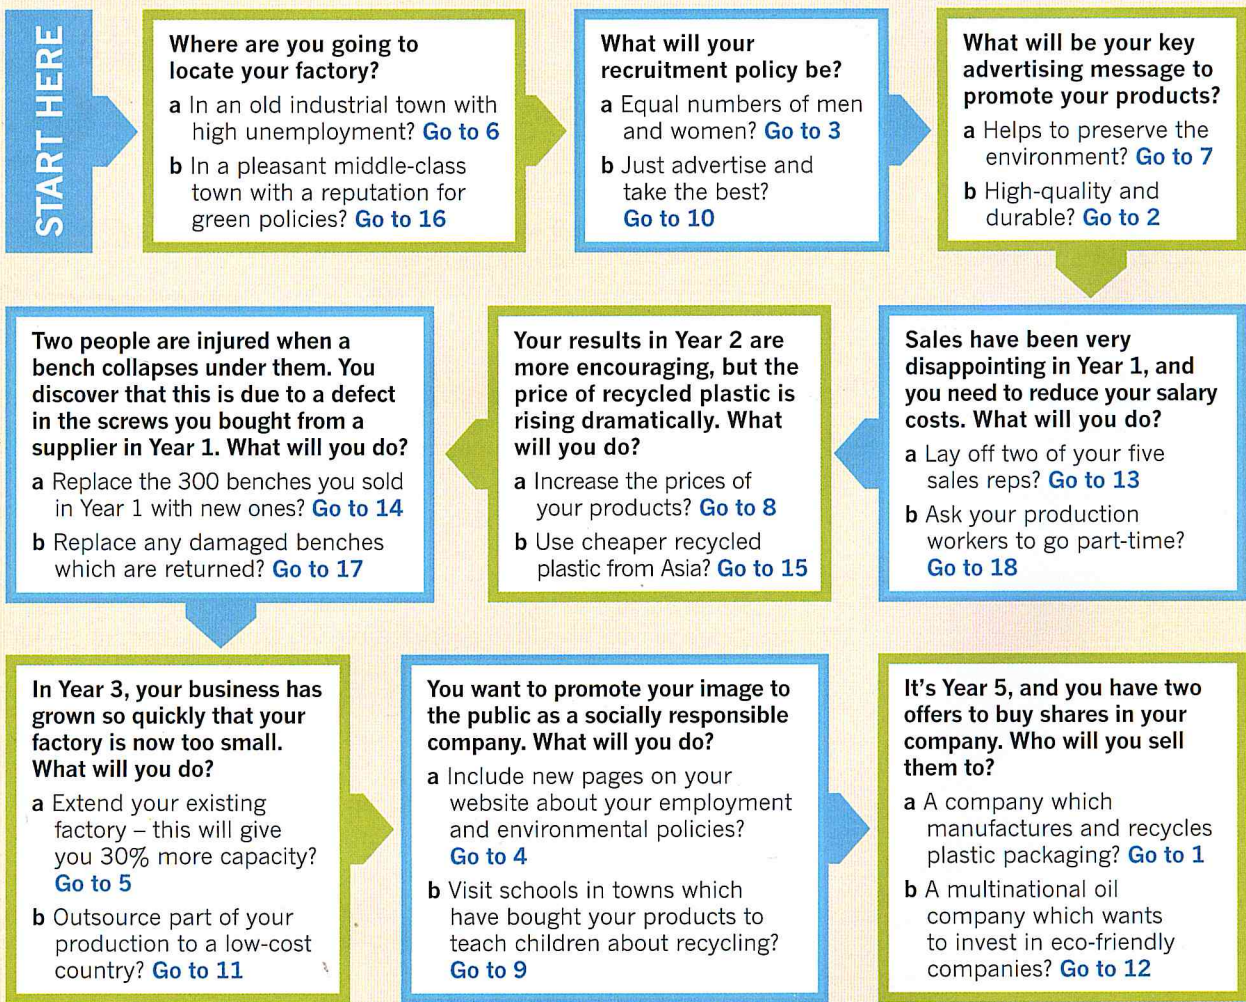 START HERE
Where are you going to
locate your factory?
a In an old industrial town with
high unemployment? Go to 6
b In a pleasant middle-class
town with a reputation for
green policies? Go to 16
What will your
recruitment policy be?
a Equal numbers of men
and women? Go to 3
b Just advertise and
take the best?
Go to 10
What will be your key
advertising message to
promote your products?
a Helps to preserve the
environment? Go to 7
b High-quality and
durable? Go to 2
Sales have been very
disappointing in Year 1, and
you need to reduce your salary
costs. What will you do?
a Lay off two of your five
sales reps? Go to 13
b Ask your production
workers to go part-time?
Go to 18
Your results in Year 2 are
more encouraging, but the
price of recycled plastic is
rising dramatically. What
will you do?
a Increase the prices of
your products? Go to 8
b Use cheaper recycled
plastic from Asia? Go to 15
Two people are injured when a
bench collapses under them. You
discover that this is due to a defect
in the screws you bought from a
supplier in Year 1. What will you do?
a Replace the 300 benches you sold
in Year 1 with new ones? Go to 14
b Replace any damaged benches
which are returned? Go to 17
In Year 3, your business has
grown so quickly that your
factory is now too small.
What will you do?
a Extend your existing
factory – this will give
you 30% more capacity?
Go to 5
b Outsource part of your
production to a low-cost
country? Go to 11
You want to promote your image to
the public as a socially responsible
company. What will you do?
a Include new pages on your
website about your employment
and environmental policies?
Go to 4
b Visit schools in towns which
have bought your products to
teach children about recycling?
Go to 9
It's Year 5, and you have two
offers to buy shares in your
company. Who will you sell
them to?
a A company which
manufactures and recycles
plastic packaging? Go to 1
b A multinational oil
company which wants
to invest in eco-friendly
companies? Go to 12